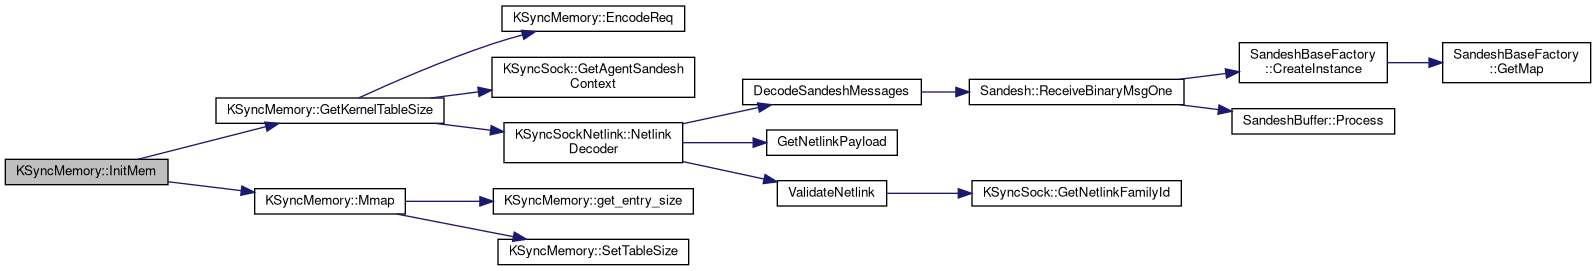 KSyncMemory::InitMem
KSyncMemory::GetKernelTableSize
KSyncMemory::Mmap
KSyncMemory::EncodeReq
KSyncSock::GetAgentSandesh
Context
KSyncSockNetlink::Netlink
Decoder
KSyncMemory::get_entry_size
KSyncMemory::SetTableSize
DecodeSandeshMessages
GetNetlinkPayload
ValidateNetlink
Sandesh::ReceiveBinaryMsgOne
KSyncSock::GetNetlinkFamilyId
SandeshBaseFactory
::CreateInstance
SandeshBuffer::Process
SandeshBaseFactory
::GetMap